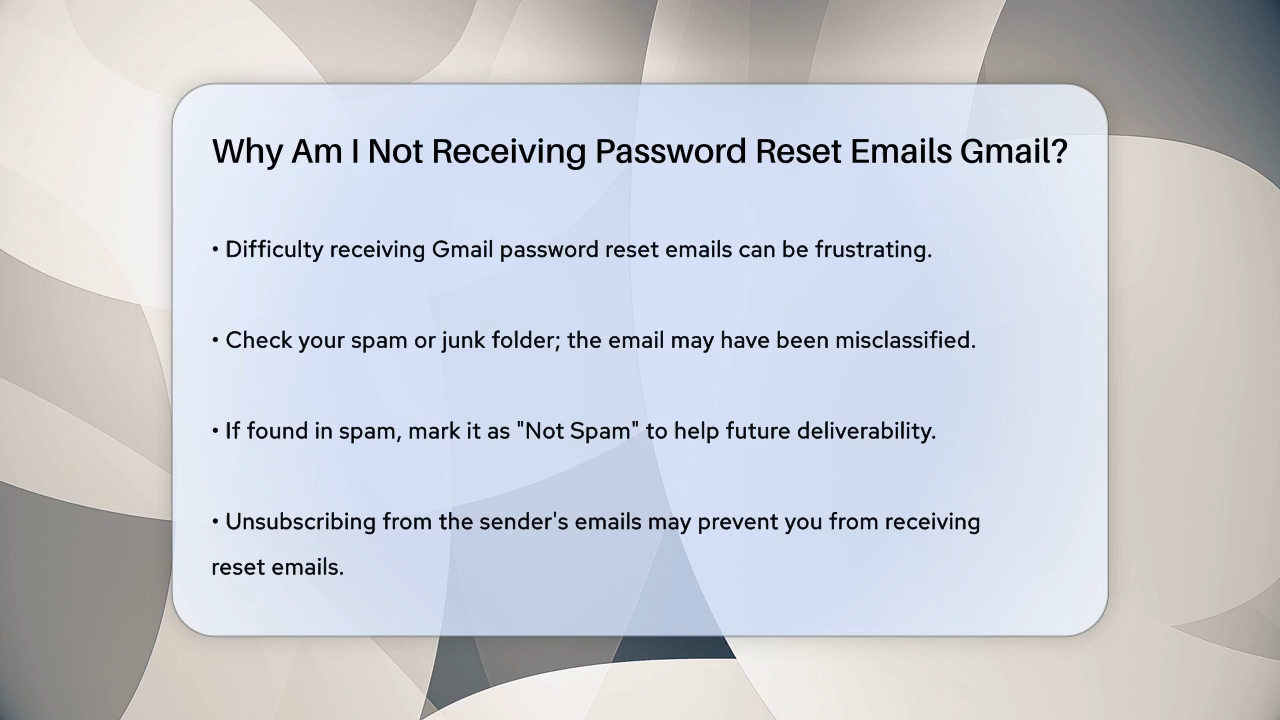 Why Am I Not Receiving Password Reset Emails Gmail?
• Difficulty receiving Gmail password reset emails can be frustrating.
• Check your spam or junk folder; the email may have been misclassified.
• If found in spam, mark it as "Not Spam" to help future deliverability.
• Unsubscribing from the sender's emails may prevent you from receiving
reset emails.